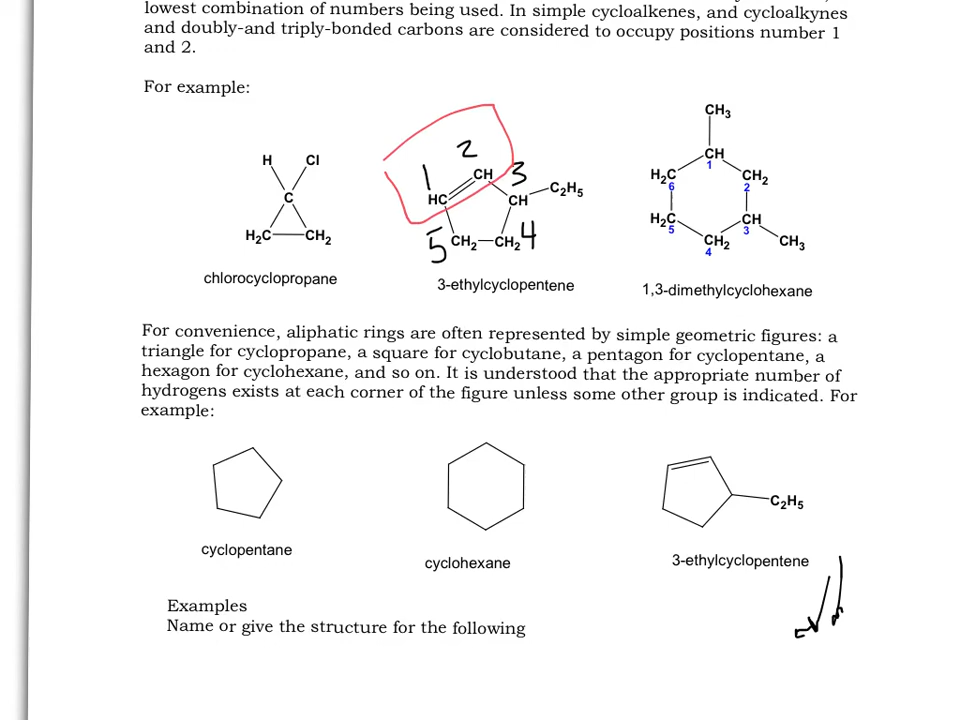 lowest combination of numbers being used. In simple cycloalkenes, and cycloalkynes
and doubly-and triply-bonded carbons are considered to occupy positions number 1
and 2.
For example:
H Cl
C
H₂C CH₂
chlorocyclopropane
1 2 3
HC CH CH C₂H₅
5 CH₂ CH₂ 4
3-ethylcyclopentene
CH₃
CH
1
H₂C CH₂
6 2
H₂C CH
5 3
CH₂ CH₃
4
1,3-dimethylcyclohexane
For convenience, aliphatic rings are often represented by simple geometric figures: a
triangle for cyclopropane, a square for cyclobutane, a pentagon for cyclopentane, a
hexagon for cyclohexane, and so on. It is understood that the appropriate number of
hydrogens exists at each corner of the figure unless some other group is indicated. For
example:
C₂H₅
cyclopentane
cyclohexane
3-ethylcyclopentene
Examples
Name or give the structure for the following